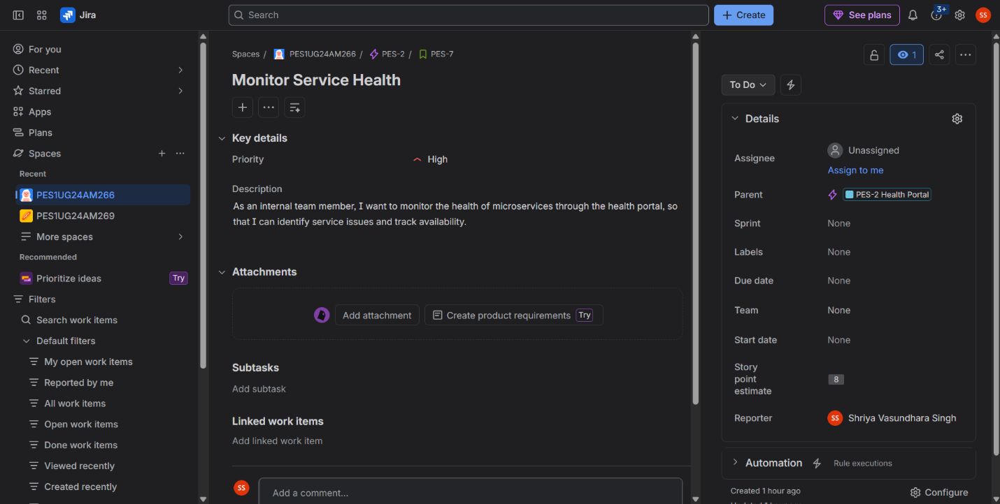 Jira
Search
Create
See plans
3+
SS
For you
Recent
Starred
Apps
Plans
Spaces
Recent
PES1UG24AM266
PES1UG24AM269
More spaces
Recommended
Prioritize ideas
Try
Filters
Search work items
Default filters
My open work items
Reported by me
All work items
Open work items
Done work items
Viewed recently
Created recently
Spaces / PES1UG24AM266 / PES-2 / PES-7
Monitor Service Health
Key details
Priority
High
Description
As an internal team member, I want to monitor the health of microservices through the health portal, so
that I can identify service issues and track availability.
Attachments
Add attachment
Create product requirements
Try
Subtasks
Add subtask
Linked work items
Add linked work item
SS
Add a comment...
1
To Do
Details
Assignee
Unassigned
Assign to me
Parent
PES-2 Health Portal
Sprint
None
Labels
None
Due date
None
Team
None
Start date
None
Story
point
estimate
8
Reporter
SS
Shriya Vasundhara Singh
Automation
Rule executions
Created 1 hour ago
Configure